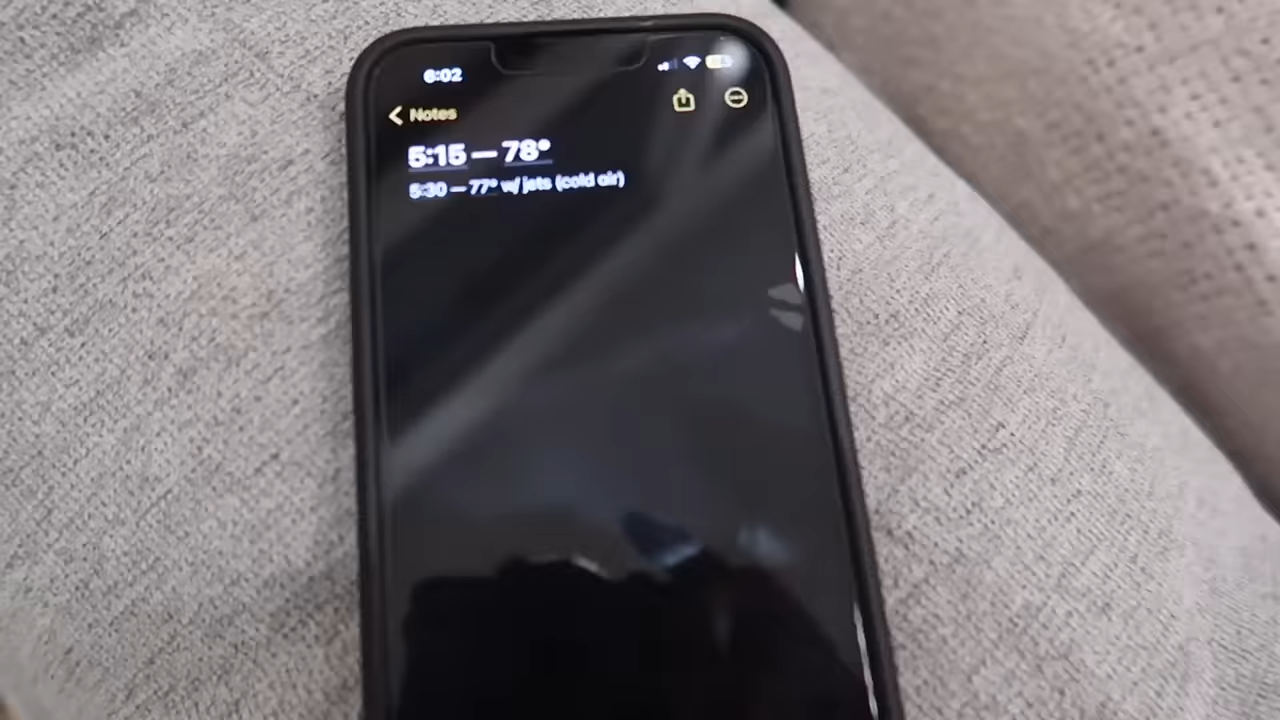 6:02
Notes
5:15 — 78°
5:30 — 77° w/ jets (cold air)